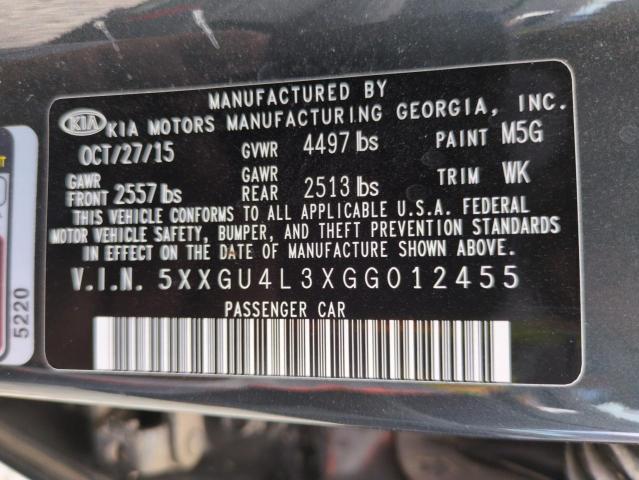 MANUFACTURED BY
KIA KIA MOTORS MANUFACTURING GEORGIA, INC.
OCT/27/15 GVWR 4497 lbs PAINT M5G
GAWR FRONT 2557 lbs GAWR REAR 2513 lbs TRIM WK
THIS VEHICLE CONFORMS TO ALL APPLICABLE U.S.A. FEDERAL
MOTOR VEHICLE SAFETY, BUMPER, AND THEFT PREVENTION STANDARDS
IN EFFECT ON THE DATE OF MANUFACTURE SHOWN ABOVE.
V.I.N. 5XXGU4L3XGG012455
PASSENGER CAR
5220